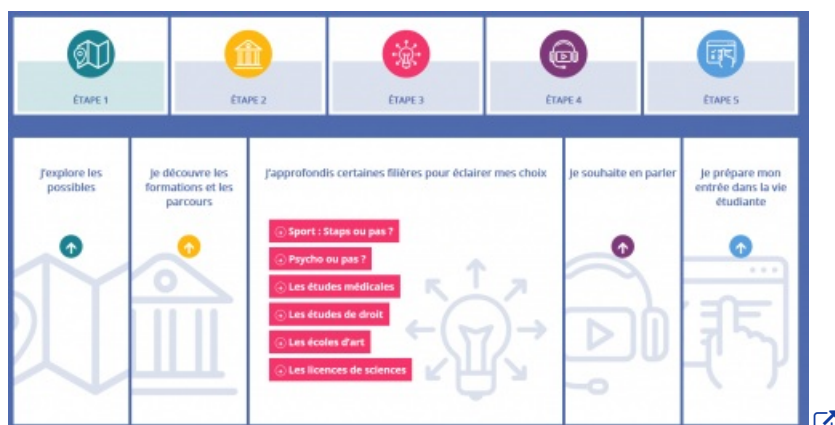 ÉTAPE 1
ÉTAPE 2
ÉTAPE 3
ÉTAPE 4
ÉTAPE 5
J'explore les
possibles
Je découvre les
formations et les
parcours
J'approfondis certaines filières pour éclairer mes choix
Sport : Staps ou pas ?
Psycho ou pas ?
Les études médicales
Les études de droit
Les écoles d'art
Les licences de sciences
Je souhaite en parler
Je prépare mon
entrée dans la vie
étudiante